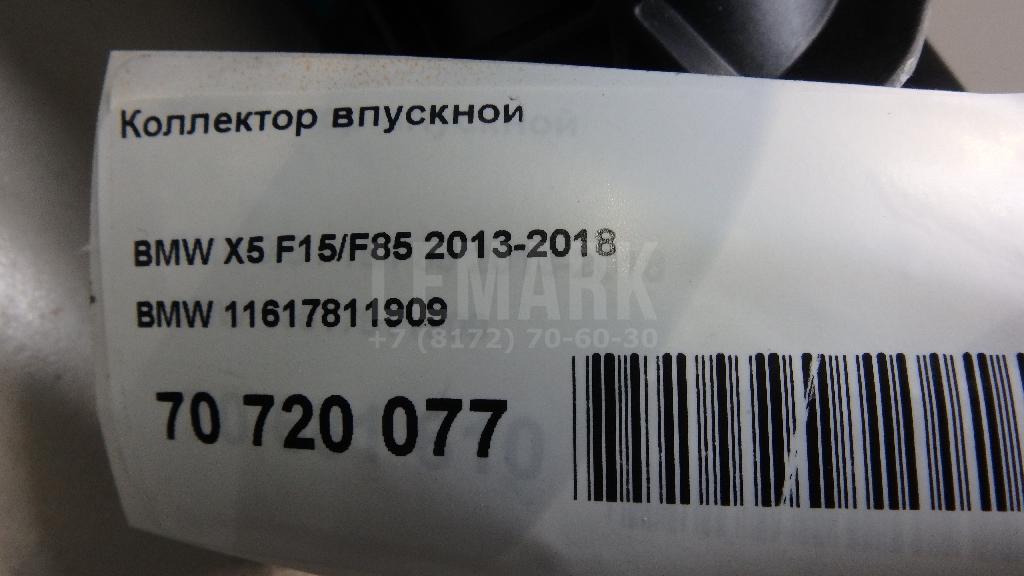 Коллектор впускной
BMW X5 F15/F85 2013-2018
LEMARK
BMW 11617811909
+7 (8172) 70-60-30
70 720 077